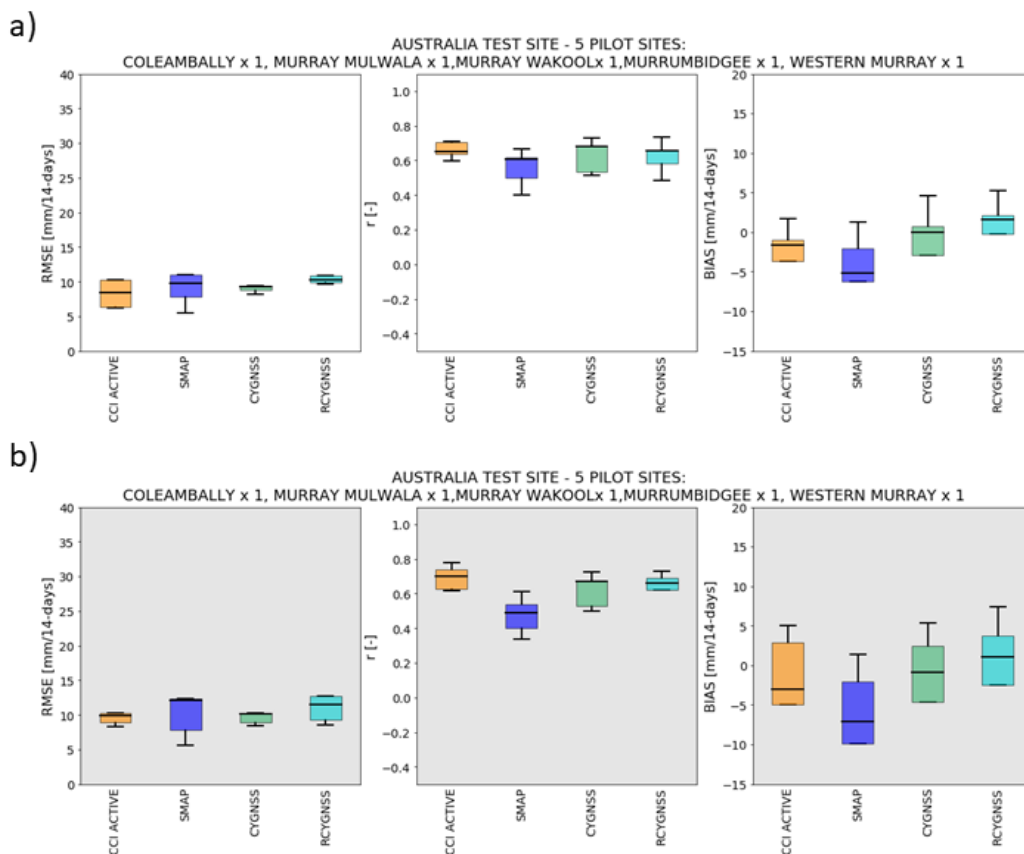 a)
AUSTRALIA TEST SITE - 5 PILOT SITES:
COLEAMBALLY x 1, MURRAY MULWALA x 1,MURRAY WAKOOLx 1,MURRUMBIDGEE x 1, WESTERN MURRAY x 1
RMSE [mm/14-days]
40
35
30
25
20
15
10
5
0
CCI ACTIVE
SMAP
CYGNSS
RCYGNSS
r [-]
1.0
0.8
0.6
0.4
0.2
0.0
−0.2
−0.4
CCI ACTIVE
SMAP
CYGNSS
RCYGNSS
BIAS [mm/14-days]
20
15
10
5
0
−5
−10
−15
CCI ACTIVE
SMAP
CYGNSS
RCYGNSS
b)
AUSTRALIA TEST SITE - 5 PILOT SITES:
COLEAMBALLY x 1, MURRAY MULWALA x 1,MURRAY WAKOOLx 1,MURRUMBIDGEE x 1, WESTERN MURRAY x 1
RMSE [mm/14-days]
40
35
30
25
20
15
10
5
0
CCI ACTIVE
SMAP
CYGNSS
RCYGNSS
r [-]
1.0
0.8
0.6
0.4
0.2
0.0
−0.2
−0.4
CCI ACTIVE
SMAP
CYGNSS
RCYGNSS
BIAS [mm/14-days]
20
15
10
5
0
−5
−10
−15
CCI ACTIVE
SMAP
CYGNSS
RCYGNSS